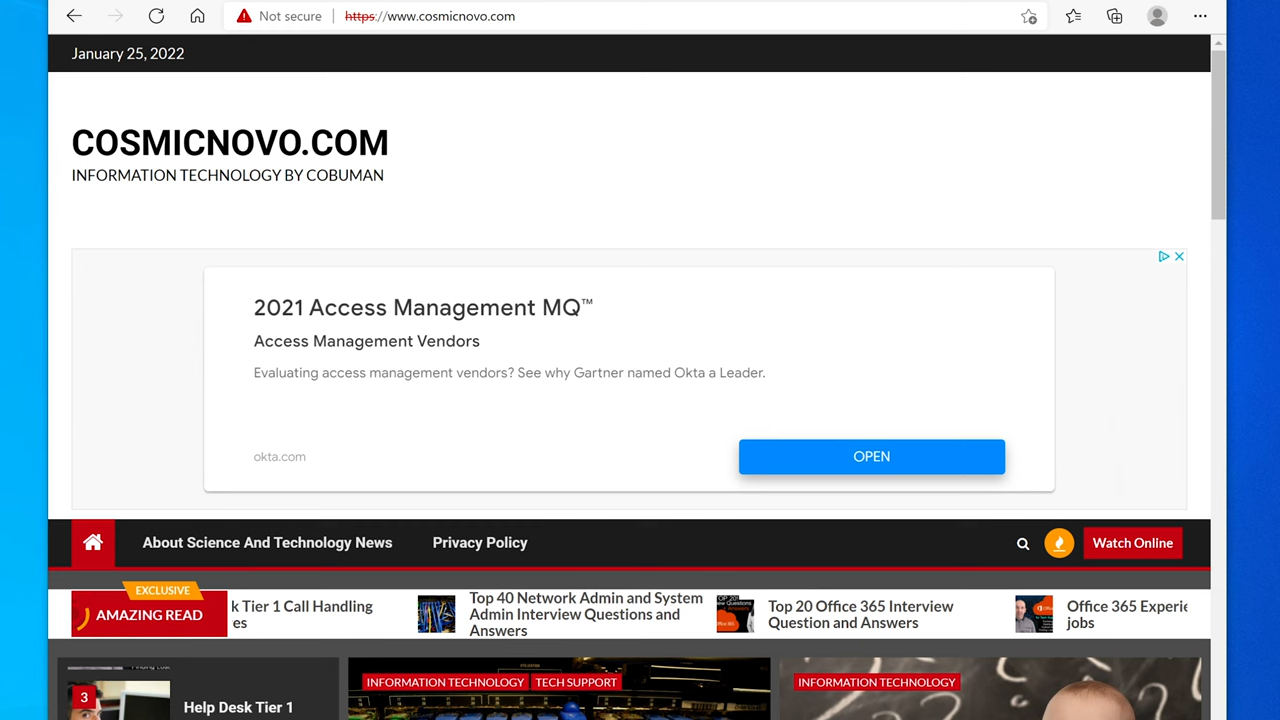 Not secure
https://www.cosmicnovo.com
January 25, 2022
COSMICNOVO.COM
INFORMATION TECHNOLOGY BY COBUMAN
2021 Access Management MQ™
Access Management Vendors
Evaluating access management vendors? See why Gartner named Okta a Leader.
okta.com
OPEN
About Science And Technology News
Privacy Policy
Watch Online
EXCLUSIVE
AMAZING READ
k Tier 1 Call Handling
es
Top 40 Network Admin and System
Admin Interview Questions and
Answers
Top 20 Office 365 Interview
Question and Answers
Office 365 Experie
jobs
3
Help Desk Tier 1
INFORMATION TECHNOLOGY
TECH SUPPORT
INFORMATION TECHNOLOGY